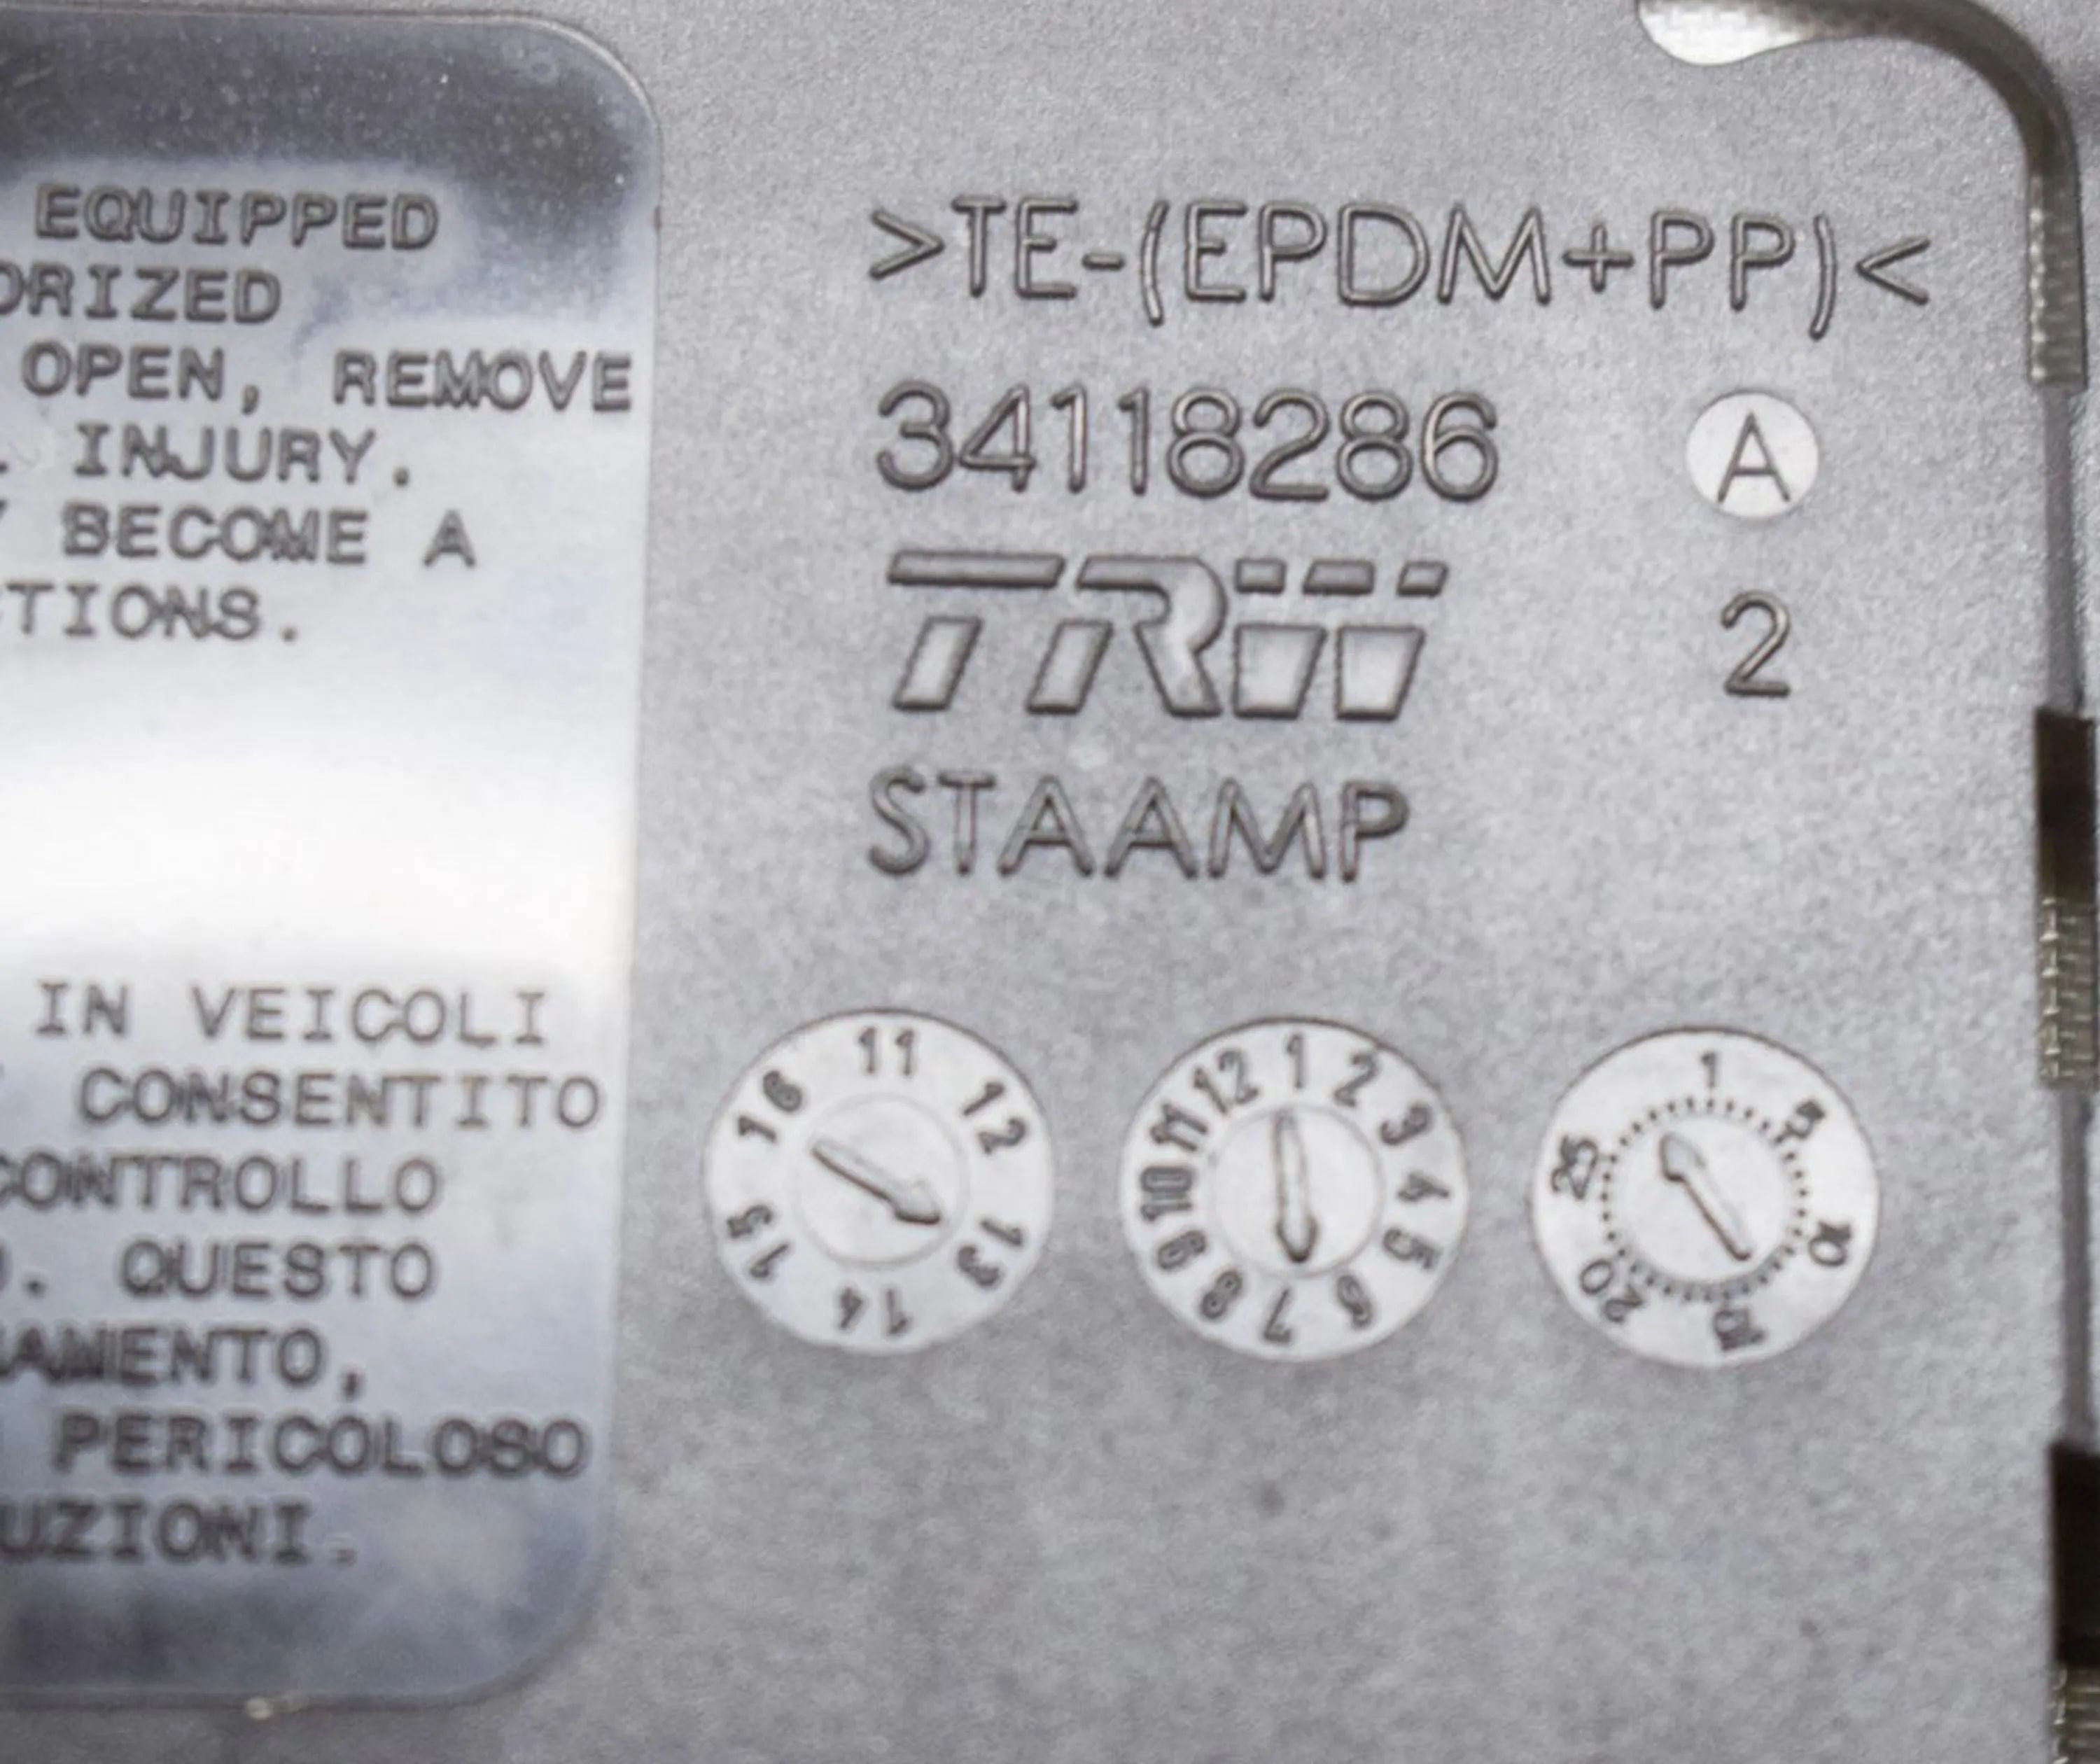 EQUIPPED
ORIZED
OPEN, REMOVE
INJURY.
BECOME A
TIONS.
IN VEICOLI
CONSENTITO
CONTROLLO
. QUESTO
AMENTO,
PERICOLOSO
UZIONI.
>TE-(EPDM+PP)<
34118286 A
TRW 2
STAAMP
11 12 13 14 15 16
1 2 3 4 5 6 7 8 9 10 11 12
1 5 10 15 20 25